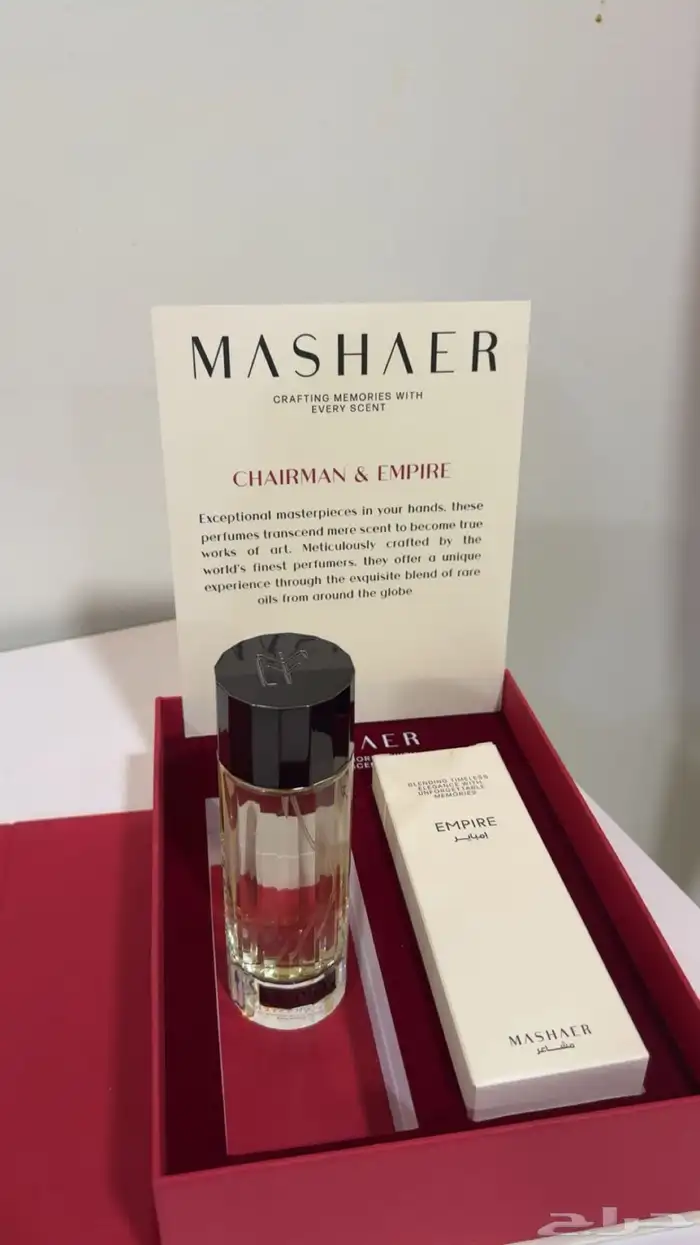 MASHAER
CRAFTING MEMORIES WITH
EVERY SCENT
CHAIRMAN & EMPIRE
Exceptional masterpieces in your hands. these
perfumes transcend mere scent to become true
works of art. Meticulously crafted by the
world's finest perfumers. they offer a unique
experience through the exquisite blend of rare
oils from around the globe
AER
BLENDING TIMELESS
ELEGANCE WITH
UNFORGETTABLE
MEMORIES
EMPIRE
امباير
MASHAER
مشاعر
حراج